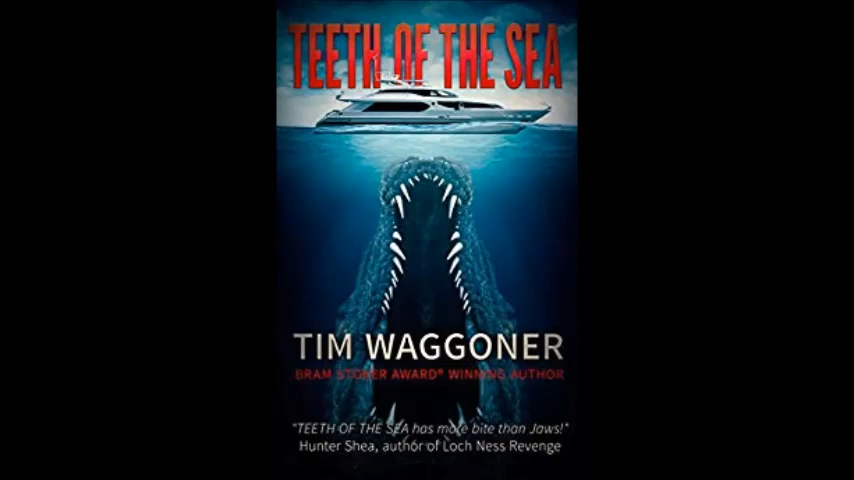 TEETH OF THE SEA
TIM WAGGONER
BRAM STOKER AWARD® WINNING AUTHOR
"TEETH OF THE SEA has more bite than Jaws!"
Hunter Shea, author of Loch Ness Revenge